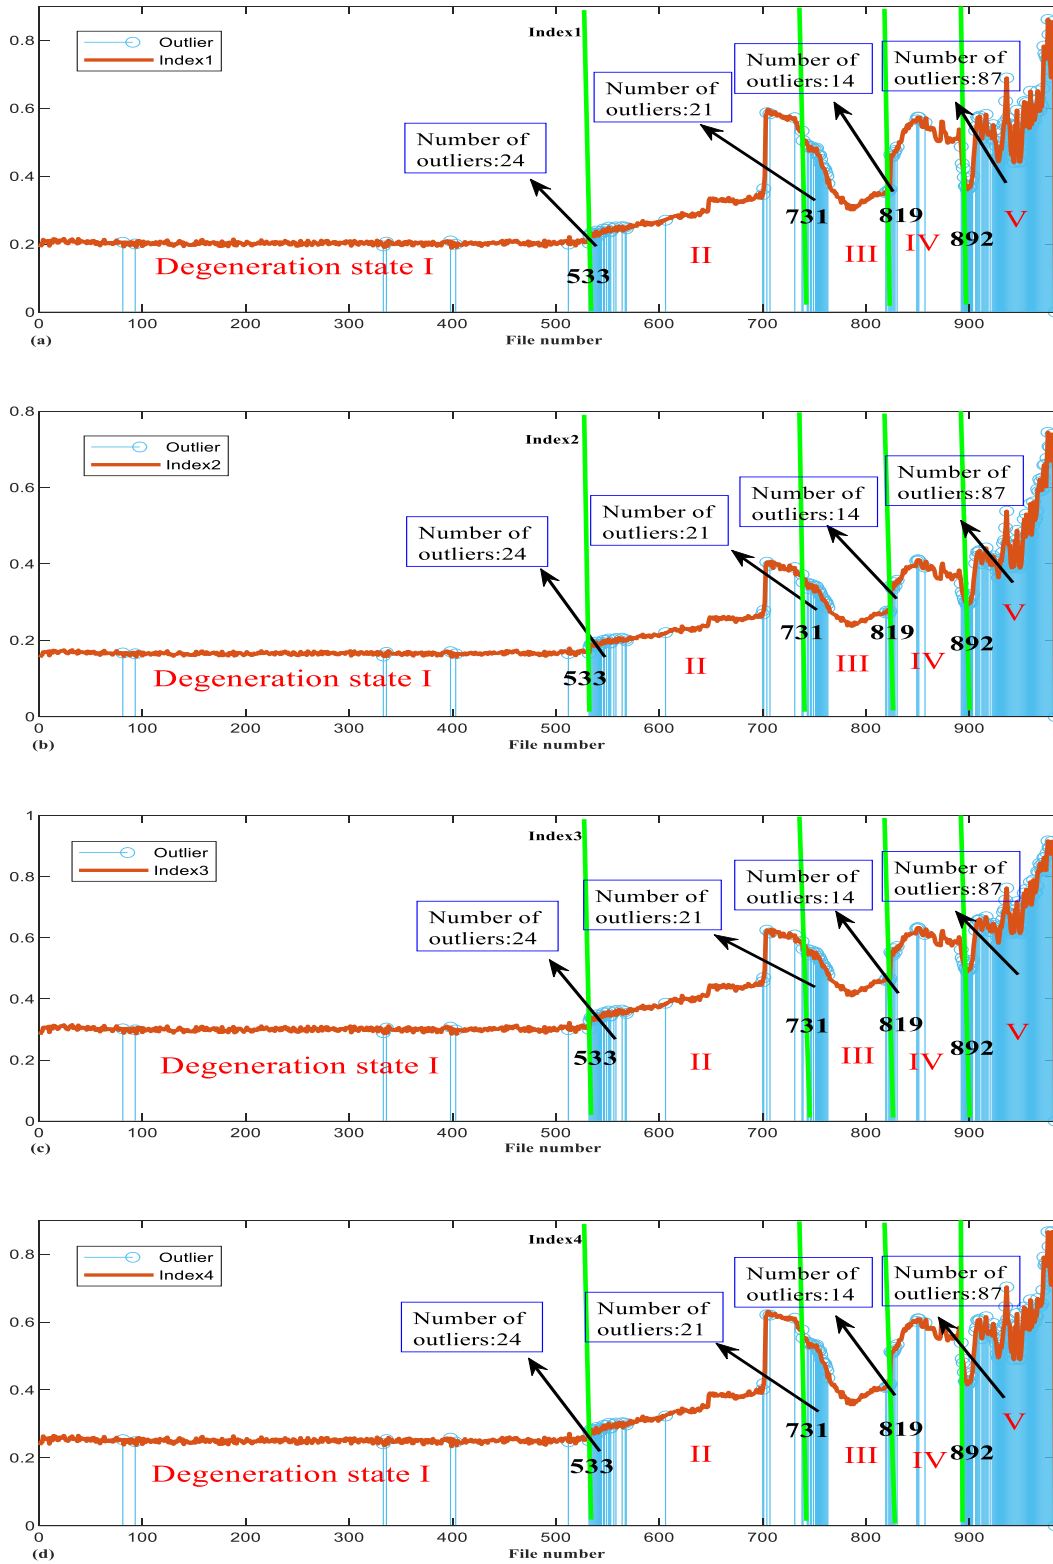 Index1
Outlier
Index1
Number of
outliers:24
Number of
outliers:21
Number of
outliers:14
Number of
outliers:87
0.8
0.6
0.4
0.2
0
Degeneration state I
II
III
IV
V
533
731
819
892
0 100 200 300 400 500 600 700 800 900
(a)
File number
Index2
Outlier
Index2
Number of
outliers:24
Number of
outliers:21
Number of
outliers:14
Number of
outliers:87
0.8
0.6
0.4
0.2
0
Degeneration state I
II
III
IV
V
533
731
819
892
0 100 200 300 400 500 600 700 800 900
(b)
File number
Index3
Outlier
Index3
Number of
outliers:24
Number of
outliers:21
Number of
outliers:14
Number of
outliers:87
1
0.8
0.6
0.4
0.2
0
Degeneration state I
II
III
IV
V
533
731
819
892
0 100 200 300 400 500 600 700 800 900
(c)
File number
Index4
Outlier
Index4
Number of
outliers:24
Number of
outliers:21
Number of
outliers:14
Number of
outliers:87
0.8
0.6
0.4
0.2
0
Degeneration state I
II
III
IV
V
533
731
819
892
0 100 200 300 400 500 600 700 800 900
(d)
File number